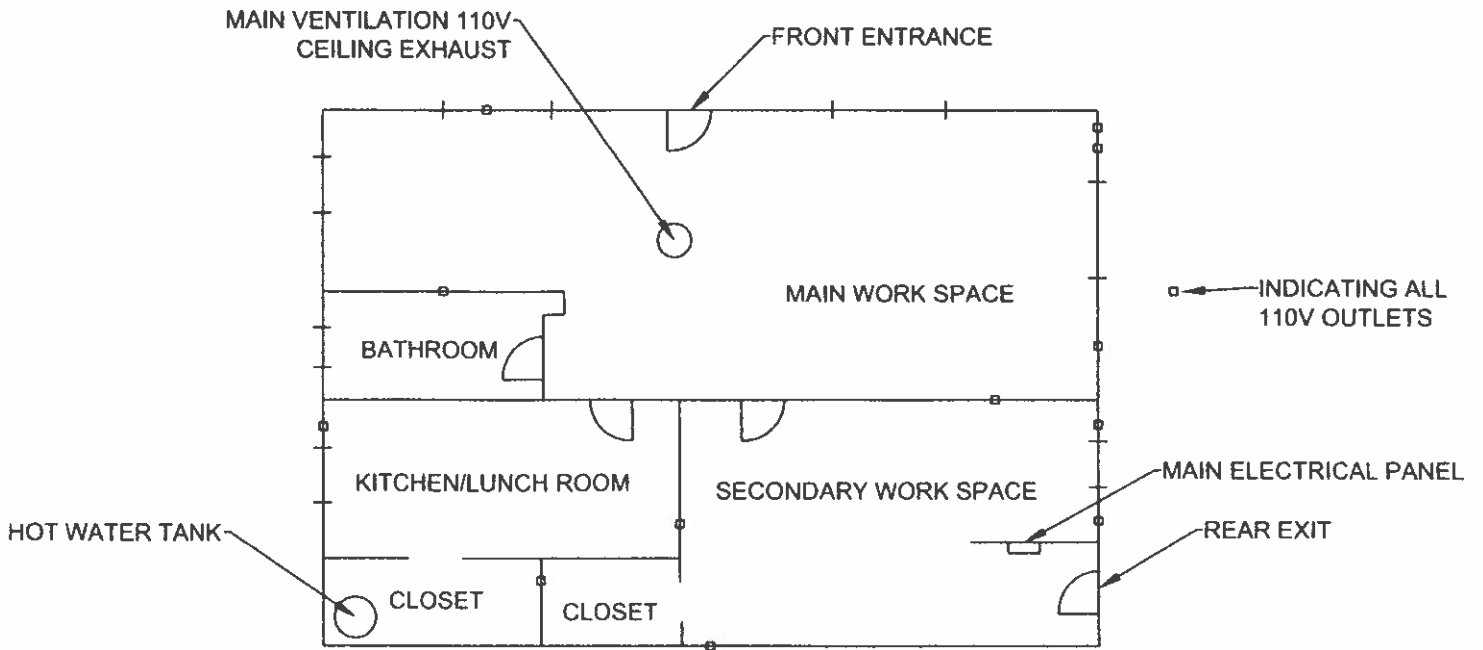 MAIN VENTILATION 110V
CEILING EXHAUST
FRONT ENTRANCE
MAIN WORK SPACE
INDICATING ALL
110V OUTLETS
BATHROOM
KITCHEN/LUNCH ROOM
SECONDARY WORK SPACE
MAIN ELECTRICAL PANEL
HOT WATER TANK
REAR EXIT
CLOSET
CLOSET